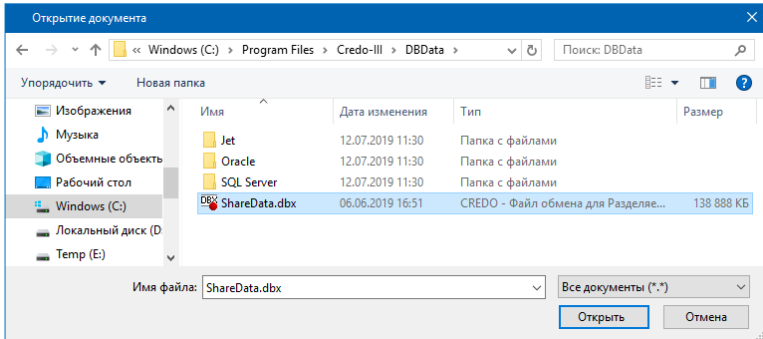 Открытие документа
« Windows (C:) › Program Files › Credo-III › DBData ›
Поиск: DBData
Упорядочить
Новая папка
Имя Дата изменения Тип Размер
Изображения
Музыка
Объемные объекть
Рабочий стол
Windows (C:)
Локальный диск (D:
Temp (E:)
Jet 12.07.2019 11:30 Папка с файлами
Oracle 12.07.2019 11:30 Папка с файлами
SQL Server 12.07.2019 11:30 Папка с файлами
DBX ShareData.dbx 06.06.2019 16:51 CREDO - Файл обмена для Разделяе... 138 888 КБ
Имя файла: ShareData.dbx
Все документы (*.*)
Открыть Отмена